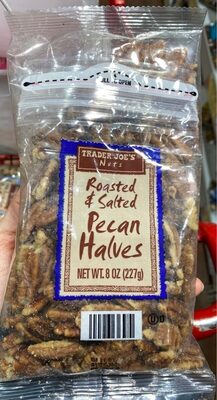 TRADER JOE'S
Nuts
Roasted
& Salted
Pecan
Halves
NET WT. 8 OZ (227g)